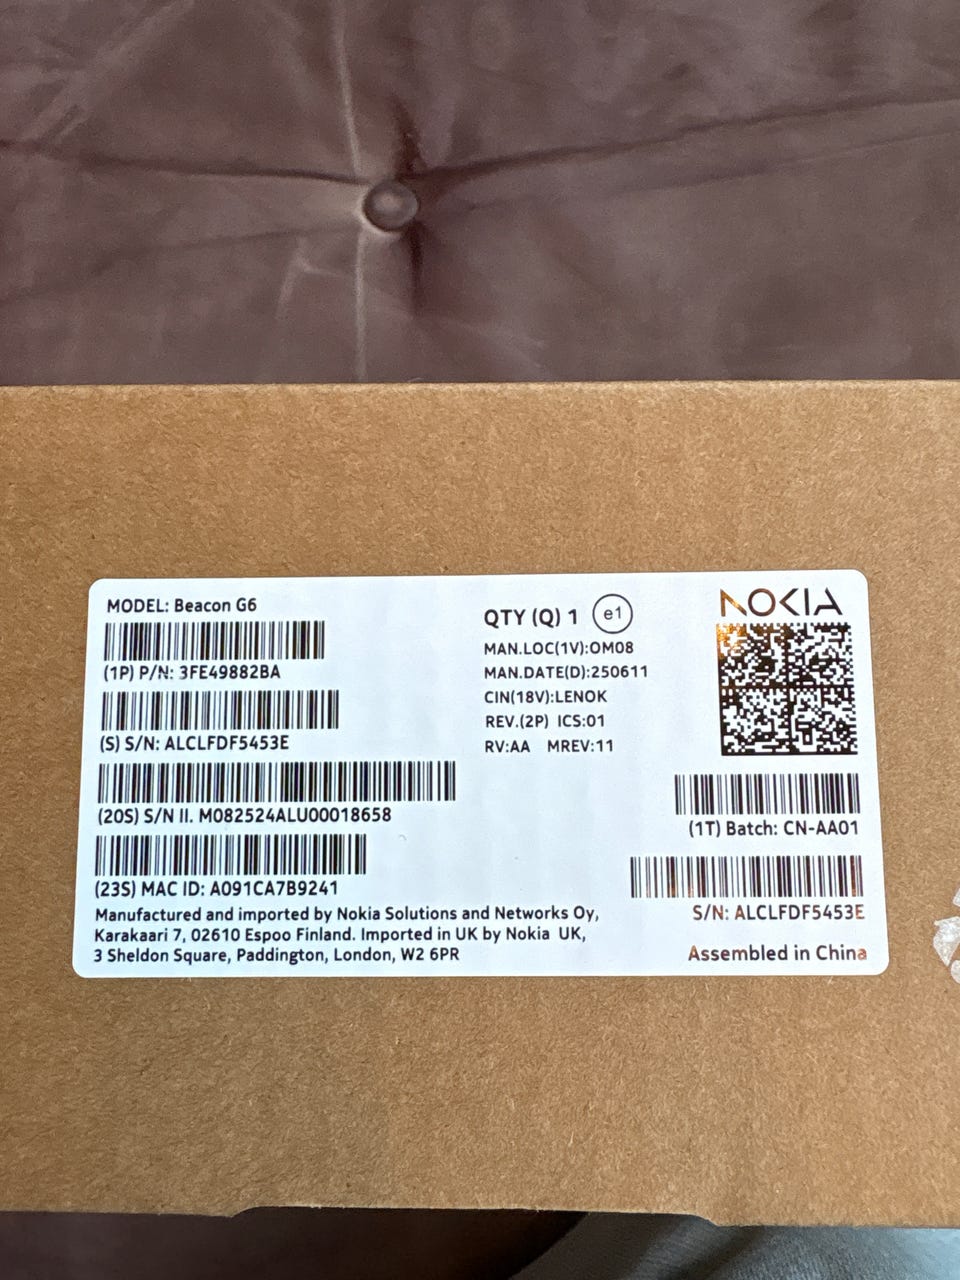 MODEL: Beacon G6
(1P) P/N: 3FE49882BA
(S) S/N: ALCLFDF5453E
(20S) S/N II. M082524ALU00018658
(23S) MAC ID: A091CA7B9241
Manufactured and imported by Nokia Solutions and Networks Oy,
Karakaari 7, 02610 Espoo Finland. Imported in UK by Nokia UK,
3 Sheldon Square, Paddington, London, W2 6PR
QTY (Q) 1 e1
MAN.LOC(1V):OM08
MAN.DATE(D):250611
CIN(18V):LENOK
REV.(2P) ICS:01
RV:AA MREV:11
NOKIA
(1T) Batch: CN-AA01
S/N: ALCLFDF5453E
Assembled in China